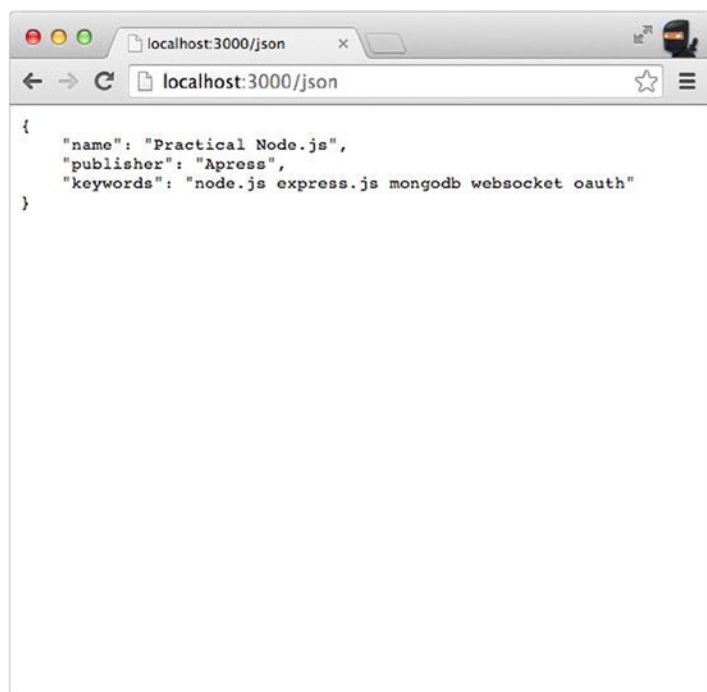 localhost:3000/json
localhost:3000/json
{
    "name": "Practical Node.js",
    "publisher": "Apress",
    "keywords": "node.js express.js mongodb websocket oauth"
}